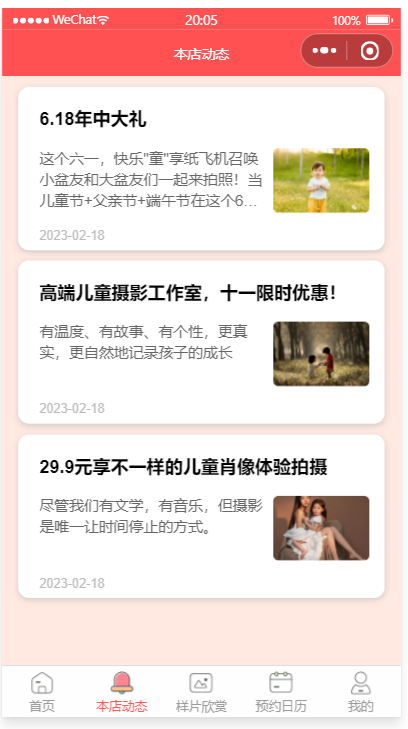 WeChat 20:05 100%
本店动态
6.18年中大礼
这个六一，快乐"童"享纸飞机召唤
小盆友和大盆友们一起来拍照！当
儿童节+父亲节+端午节在这个6...
2023-02-18
高端儿童摄影工作室，十一限时优惠！
有温度、有故事、有个性，更真
实，更自然地记录孩子的成长
2023-02-18
29.9元享不一样的儿童肖像体验拍摄
尽管我们有文学，有音乐，但摄影
是唯一让时间停止的方式。
2023-02-18
首页 本店动态 样片欣赏 预约日历 我的